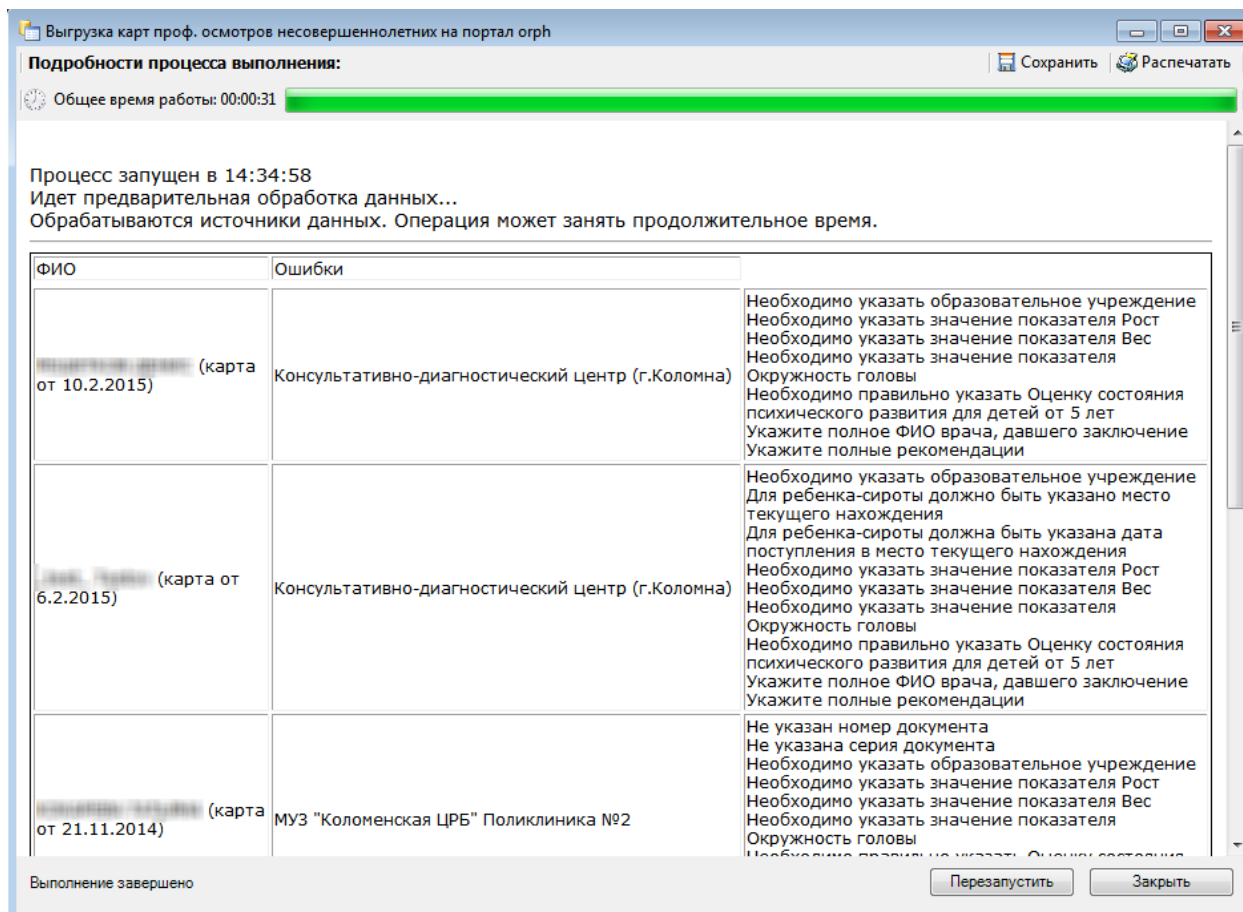 Выгрузка карт проф. осмотров несовершеннолетних на портал orph
Подробности процесса выполнения:
Сохранить
Распечатать
Общее время работы: 00:00:31
Процесс запущен в 14:34:58
Идет предварительная обработка данных...
Обрабатываются источники данных. Операция может занять продолжительное время.
ФИО
Ошибки
(карта
от 10.2.2015)
Консультативно-диагностический центр (г.Коломна)
Необходимо указать образовательное учреждение
Необходимо указать значение показателя Рост
Необходимо указать значение показателя Вес
Необходимо указать значение показателя
Окружность головы
Необходимо правильно указать Оценку состояния
психического развития для детей от 5 лет
Укажите полное ФИО врача, давшего заключение
Укажите полные рекомендации
(карта от
6.2.2015)
Консультативно-диагностический центр (г.Коломна)
Необходимо указать образовательное учреждение
Для ребенка-сироты должно быть указано место
текущего нахождения
Для ребенка-сироты должна быть указана дата
поступления в место текущего нахождения
Необходимо указать значение показателя Рост
Необходимо указать значение показателя Вес
Необходимо указать значение показателя
Окружность головы
Необходимо правильно указать Оценку состояния
психического развития для детей от 5 лет
Укажите полное ФИО врача, давшего заключение
Укажите полные рекомендации
(карта
от 21.11.2014)
МУЗ "Коломенская ЦРБ" Поликлиника №2
Не указан номер документа
Не указана серия документа
Необходимо указать образовательное учреждение
Необходимо указать значение показателя Рост
Необходимо указать значение показателя Вес
Необходимо указать значение показателя
Окружность головы
Необходимо правильно указать Оценку состояния
Выполнение завершено
Перезапустить
Закрыть